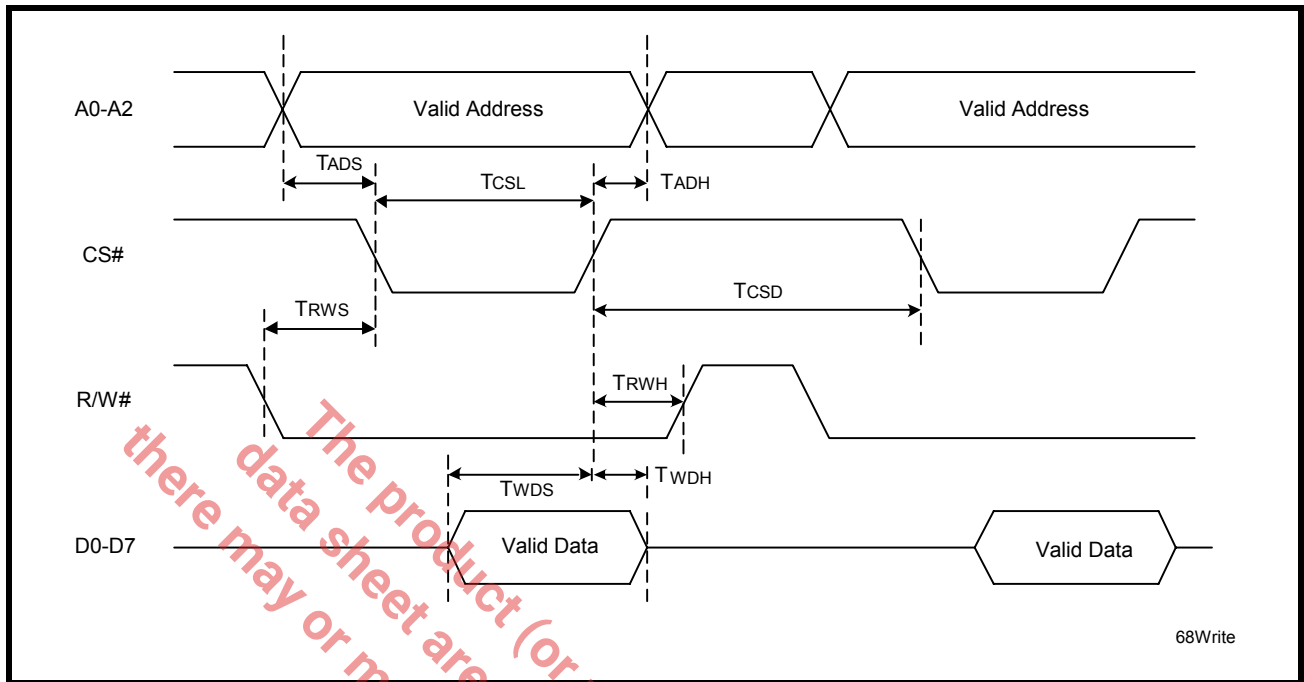 A0-A2
Valid Address
Valid Address
TADS
TCSL
TADH
CS#
TCSD
TRWS
R/W#
TRWH
TWDS
TWDH
D0-D7
Valid Data
Valid Data
68Write
The product (or
data sheet are
there may or m